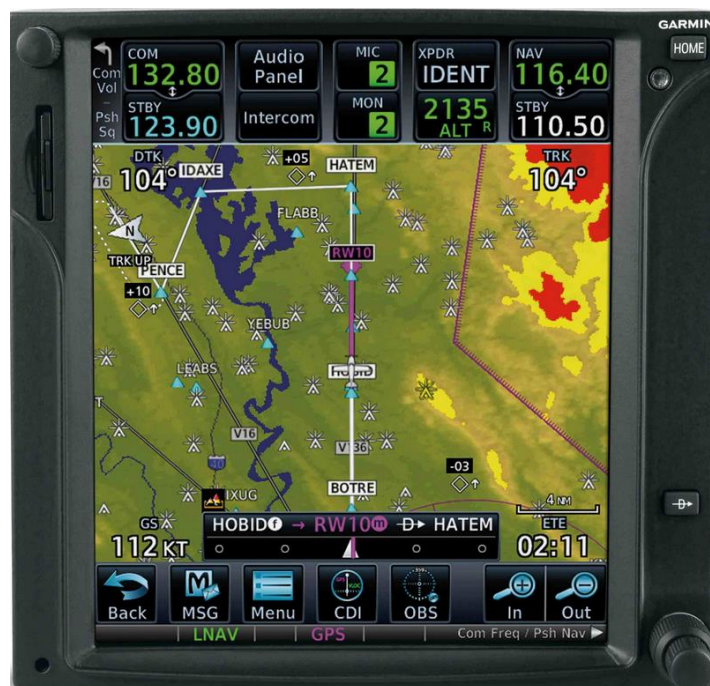 GARMIN
HOME
Com
Vol
Psh
Sq
COM
132.80
STBY
123.90
Audio
Panel
Intercom
MIC
2
MON
2
XPDR
IDENT
2135
ALT R
NAV
116.40
STBY
110.50
DTK
104°
IDAXE
+05
HATEM
TRK
104°
V16
FLABB
RW10
N
TRK UP
PENCE
+10
YEBUB
LEABS
HOBID
V16
V136
40
-03
IXUG
BOTRE
4 NM
GS
112 KT
HOBID f → RW10 m D→ HATEM
ETE
02:11
Back
MSG
Menu
GPS
VLOC
CDI
OBS
In
Out
LNAV
GPS
Com Freq / Psh Nav